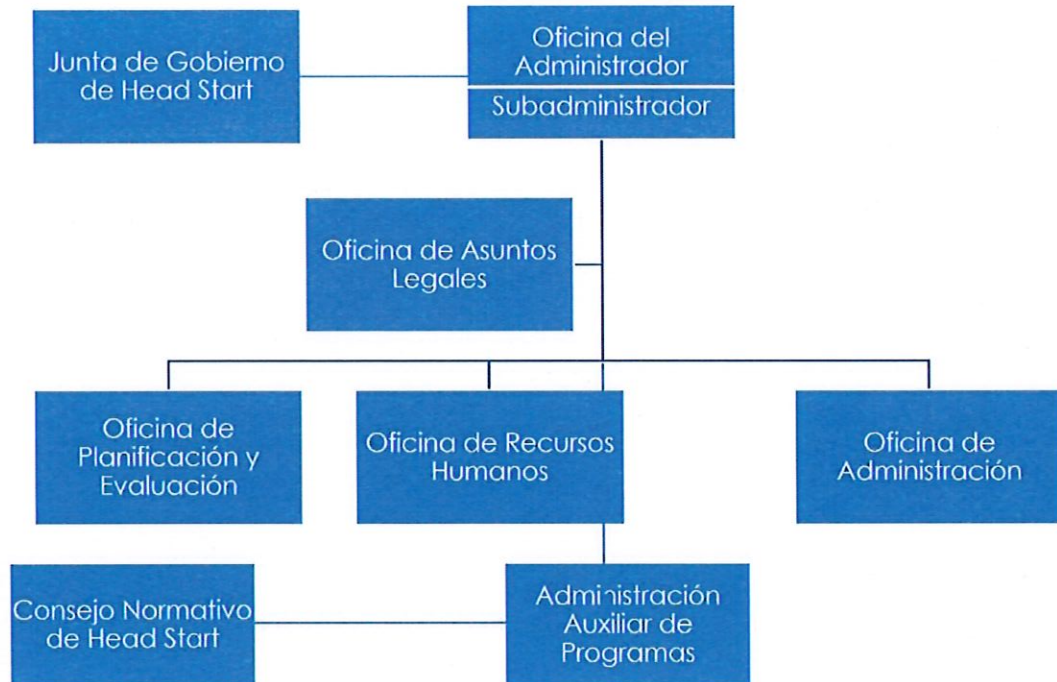 Junta de Gobierno
de Head Start
Oficina del
Administrador
Subadministrador
Oficina de Asuntos
Legales
Oficina de
Planificación y
Evaluación
Oficina de Recursos
Humanos
Oficina de
Administración
Consejo Normativo
de Head Start
Administración
Auxiliar de
Programas